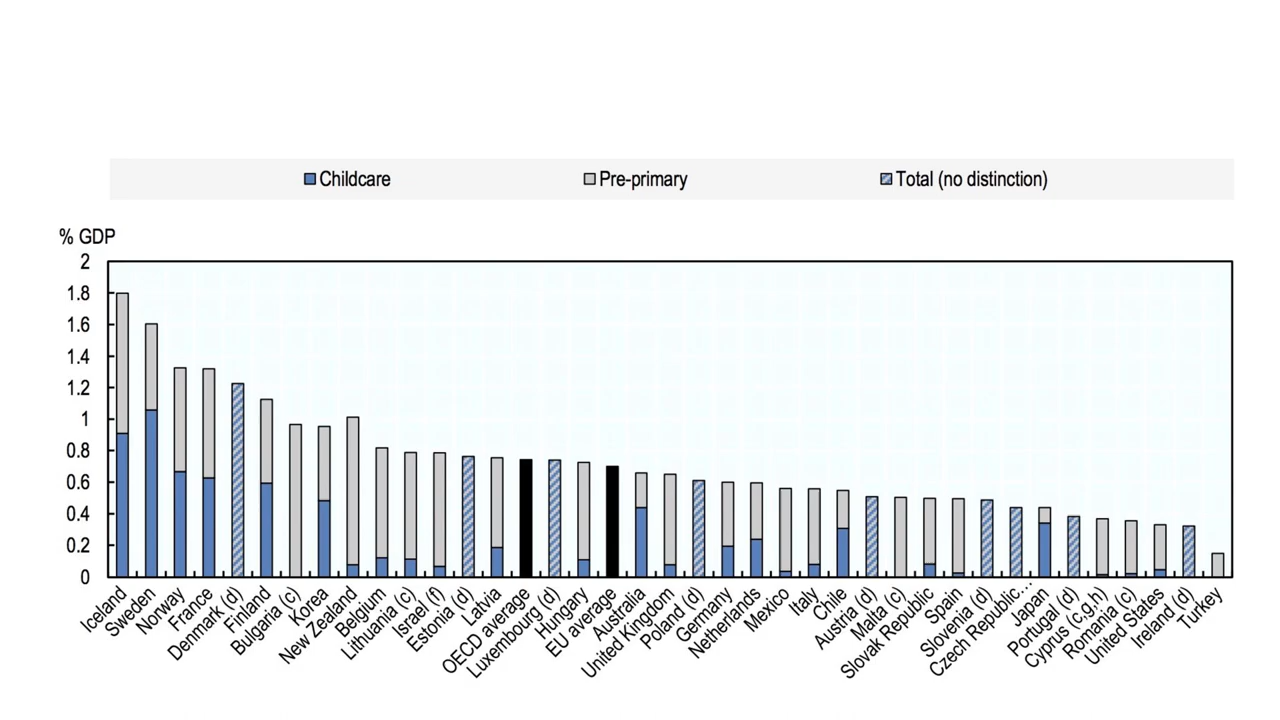 Childcare
Pre-primary
Total (no distinction)
% GDP
2
1.8
1.6
1.4
1.2
1
0.8
0.6
0.4
0.2
0
Iceland
Sweden
Norway
France
Denmark (d)
Finland
Bulgaria (c)
Korea
New Zealand
Belgium
Lithuania (c)
Israel (f)
Estonia (d)
Latvia
OECD average
Luxembourg (d)
Hungary
EU average
Australia
United Kingdom
Poland (d)
Germany
Netherlands
Mexico
Italy
Chile
Austria (d)
Malta (c)
Slovak Republic
Spain
Slovenia (d)
Czech Republic...
Japan
Portugal (d)
Cyprus (c,g,h)
Romania (c)
United States
Ireland (d)
Turkey